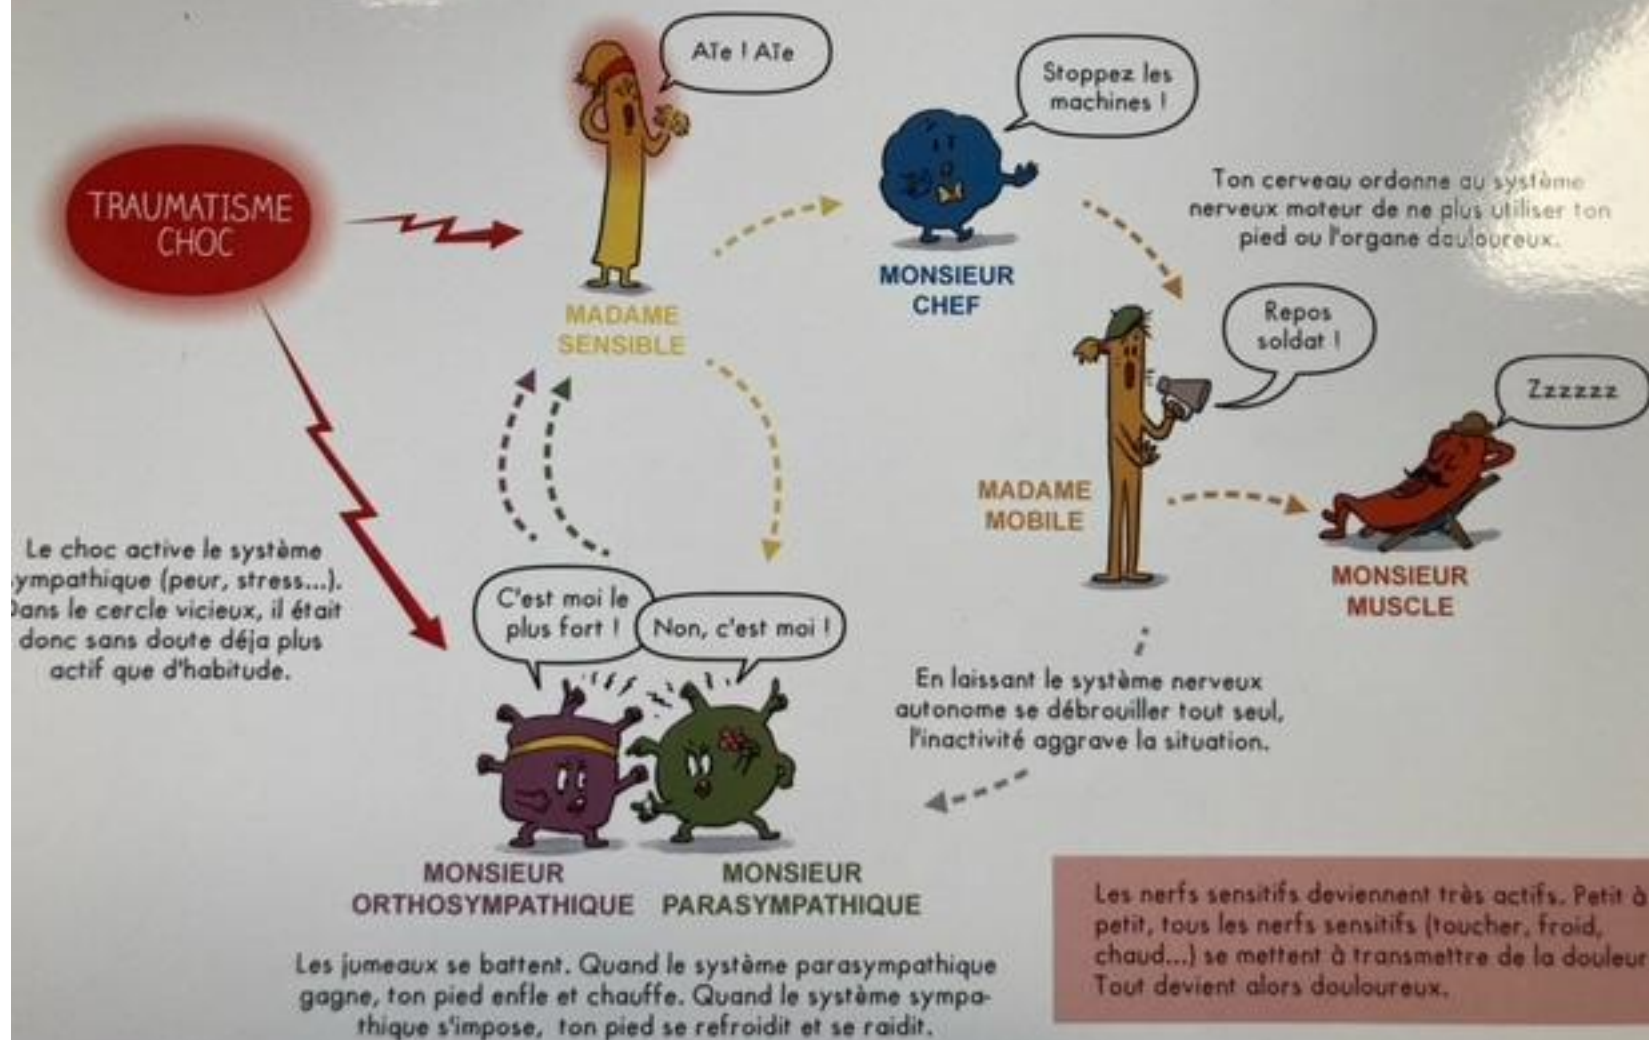 Aïe ! Aïe
Stoppez les
machines !
TRAUMATISME
CHOC
Ton cerveau ordonne au système
nerveux moteur de ne plus utiliser ton
pied ou l'organe douloureux.
MONSIEUR
CHEF
MADAME
SENSIBLE
Repos
soldat !
Zzzzzz
MADAME
MOBILE
MONSIEUR
MUSCLE
Le choc active le système
ympathique (peur, stress...).
Dans le cercle vicieux, il était
donc sans doute déja plus
actif que d'habitude.
C'est moi le
plus fort !
Non, c'est moi !
En laissant le système nerveux
autonome se débrouiller tout seul,
l'inactivité aggrave la situation.
MONSIEUR
ORTHOSYMPATHIQUE
MONSIEUR
PARASYMPATHIQUE
Les jumeaux se battent. Quand le système parasympathique
gagne, ton pied enfle et chauffe. Quand le système sympa-
thique s'impose, ton pied se refroidit et se raidit.
Les nerfs sensitifs deviennent très actifs. Petit à
petit, tous les nerfs sensitifs (toucher, froid,
chaud...) se mettent à transmettre de la douleur
Tout devient alors douloureux.